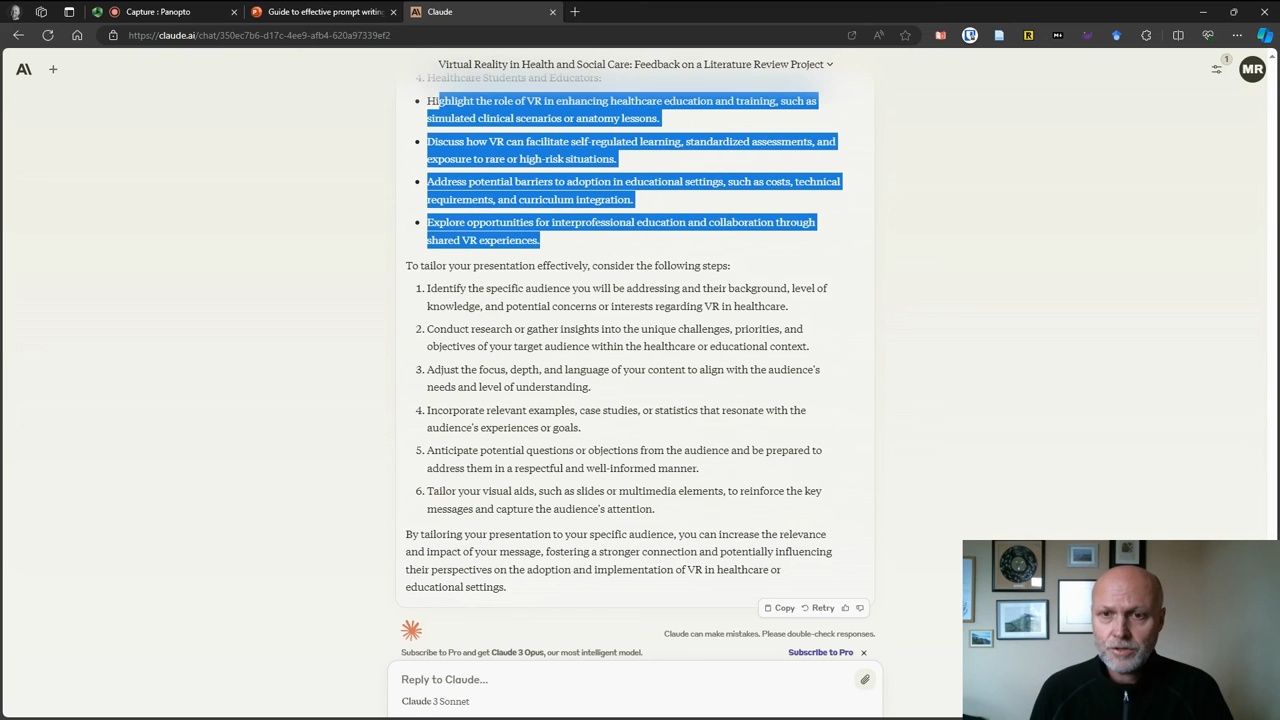 Capture : Panopto
Guide to effective prompt writing
Claude
https://claude.ai/chat/350ec7b6-d17c-4ee9-afb4-620a97339ef2
Virtual Reality in Health and Social Care: Feedback on a Literature Review Project
1
MR
4. Healthcare Students and Educators:
• Highlight the role of VR in enhancing healthcare education and training, such as
simulated clinical scenarios or anatomy lessons.
• Discuss how VR can facilitate self-regulated learning, standardized assessments, and
exposure to rare or high-risk situations.
• Address potential barriers to adoption in educational settings, such as costs, technical
requirements, and curriculum integration.
• Explore opportunities for interprofessional education and collaboration through
shared VR experiences.
To tailor your presentation effectively, consider the following steps:
1. Identify the specific audience you will be addressing and their background, level of
knowledge, and potential concerns or interests regarding VR in healthcare.
2. Conduct research or gather insights into the unique challenges, priorities, and
objectives of your target audience within the healthcare or educational context.
3. Adjust the focus, depth, and language of your content to align with the audience's
needs and level of understanding.
4. Incorporate relevant examples, case studies, or statistics that resonate with the
audience's experiences or goals.
5. Anticipate potential questions or objections from the audience and be prepared to
address them in a respectful and well-informed manner.
6. Tailor your visual aids, such as slides or multimedia elements, to reinforce the key
messages and capture the audience's attention.
By tailoring your presentation to your specific audience, you can increase the relevance
and impact of your message, fostering a stronger connection and potentially influencing
their perspectives on the adoption and implementation of VR in healthcare or
educational settings.
Copy Retry
Claude can make mistakes. Please double-check responses.
Subscribe to Pro and get Claude 3 Opus, our most intelligent model.
Subscribe to Pro
Reply to Claude...
Claude 3 Sonnet